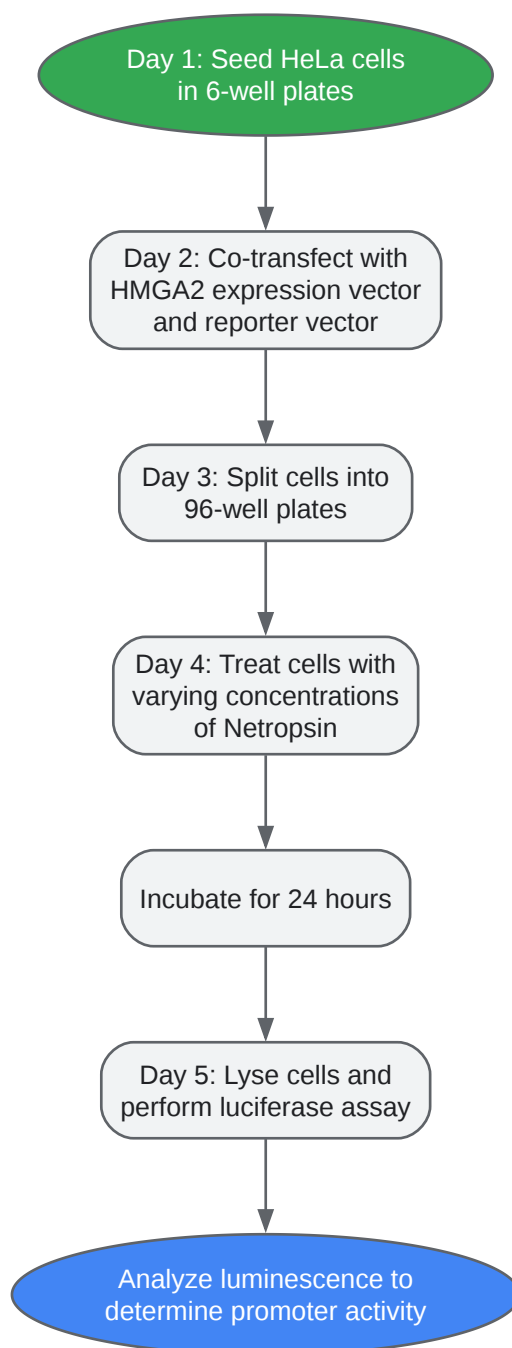 Day 1: Seed HeLa cells
in 6-well plates
Day 2: Co-transfect with
HMGA2 expression vector
and reporter vector
Day 3: Split cells into
96-well plates
Day 4: Treat cells with
varying concentrations
of Netropsin
Incubate for 24 hours
Day 5: Lyse cells and
perform luciferase assay
Analyze luminescence to
determine promoter activity